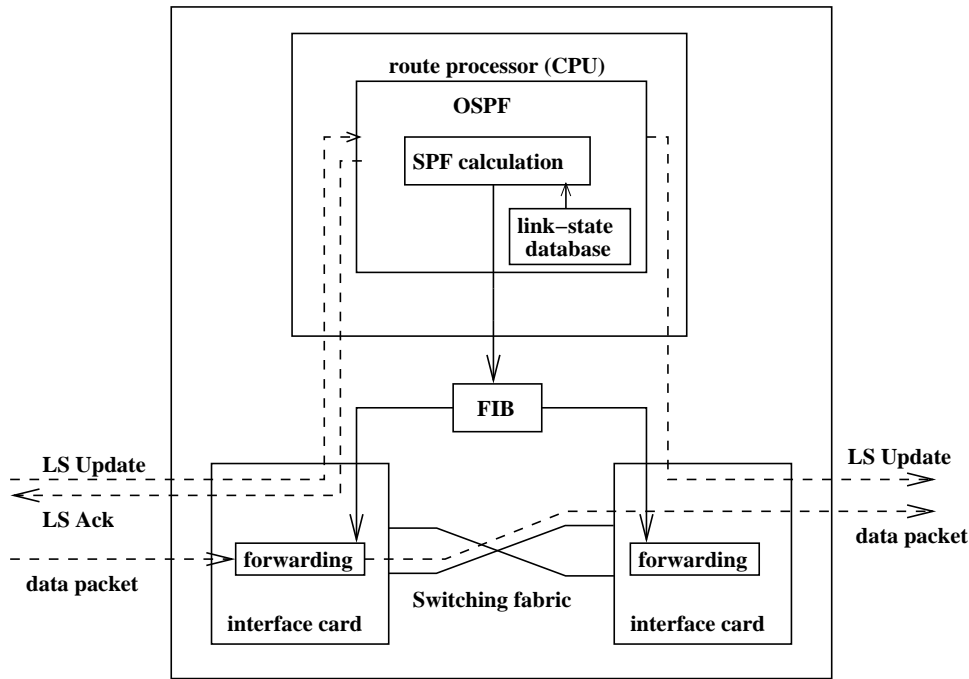 route processor (CPU)
OSPF
SPF calculation
link−state
database
FIB
LS Update
LS Ack
data packet
LS Update
data packet
forwarding
forwarding
Switching fabric
interface card
interface card